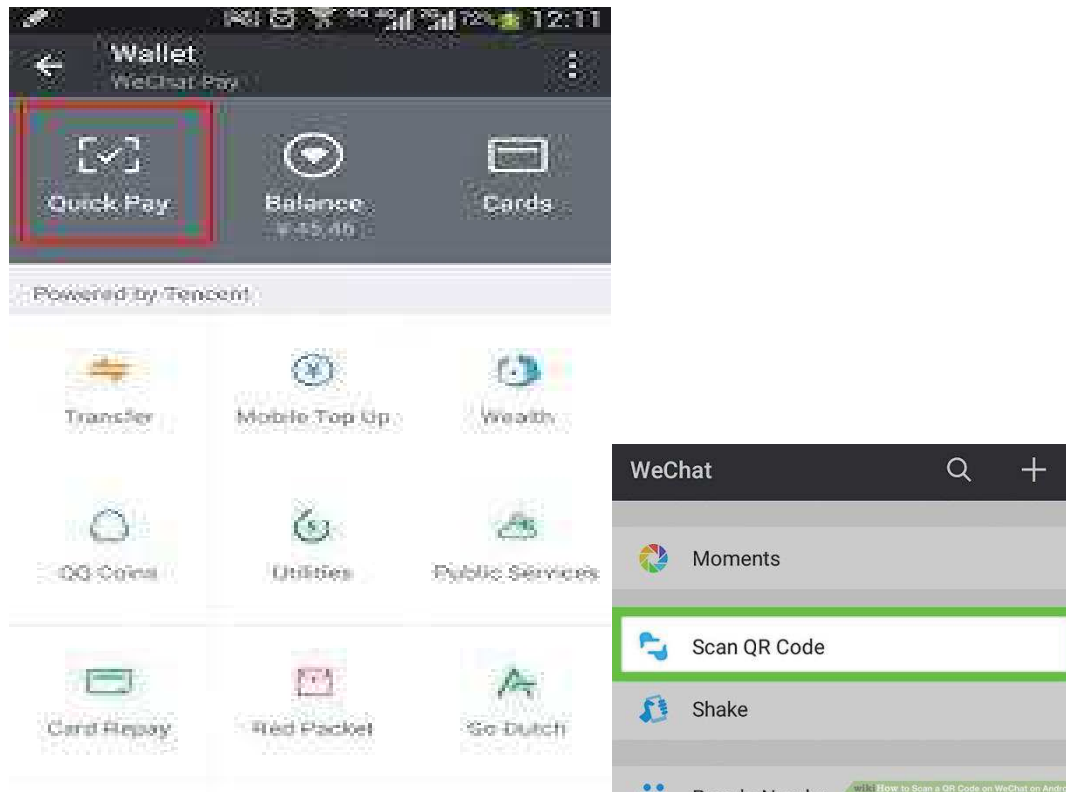 72% 12:11
Wallet
WeChat Pay
Quick Pay
Balance
Cards
¥45.46
Powered by Tencent
Transfer
Mobile Top Up
Wealth
QQ Coins
Utilities
Public Services
Card Repay
Red Packet
Go Dutch
WeChat
Moments
Scan QR Code
Shake
wiki How to Scan a QR Code on WeChat on Andro